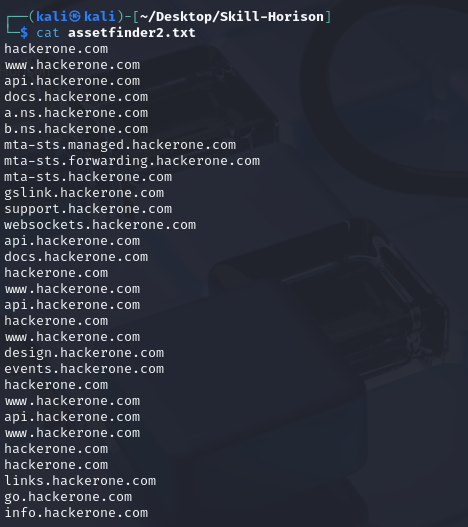 ┌──(kali㉿kali)-[~/Desktop/Skill-Horison]
└─$ cat assetfinder2.txt
hackerone.com
www.hackerone.com
api.hackerone.com
docs.hackerone.com
a.ns.hackerone.com
b.ns.hackerone.com
mta-sts.managed.hackerone.com
mta-sts.forwarding.hackerone.com
mta-sts.hackerone.com
gslink.hackerone.com
support.hackerone.com
websockets.hackerone.com
api.hackerone.com
docs.hackerone.com
hackerone.com
www.hackerone.com
api.hackerone.com
hackerone.com
www.hackerone.com
design.hackerone.com
events.hackerone.com
hackerone.com
www.hackerone.com
api.hackerone.com
www.hackerone.com
hackerone.com
hackerone.com
links.hackerone.com
go.hackerone.com
info.hackerone.com